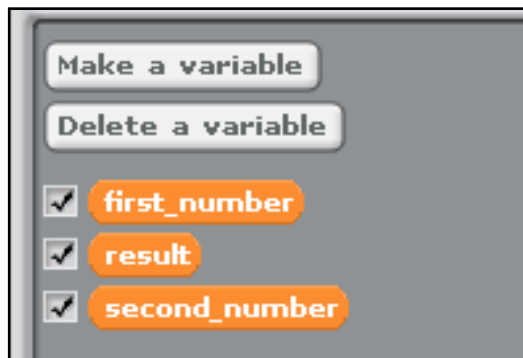 Make a variable
Delete a variable
first_number
result
second_number